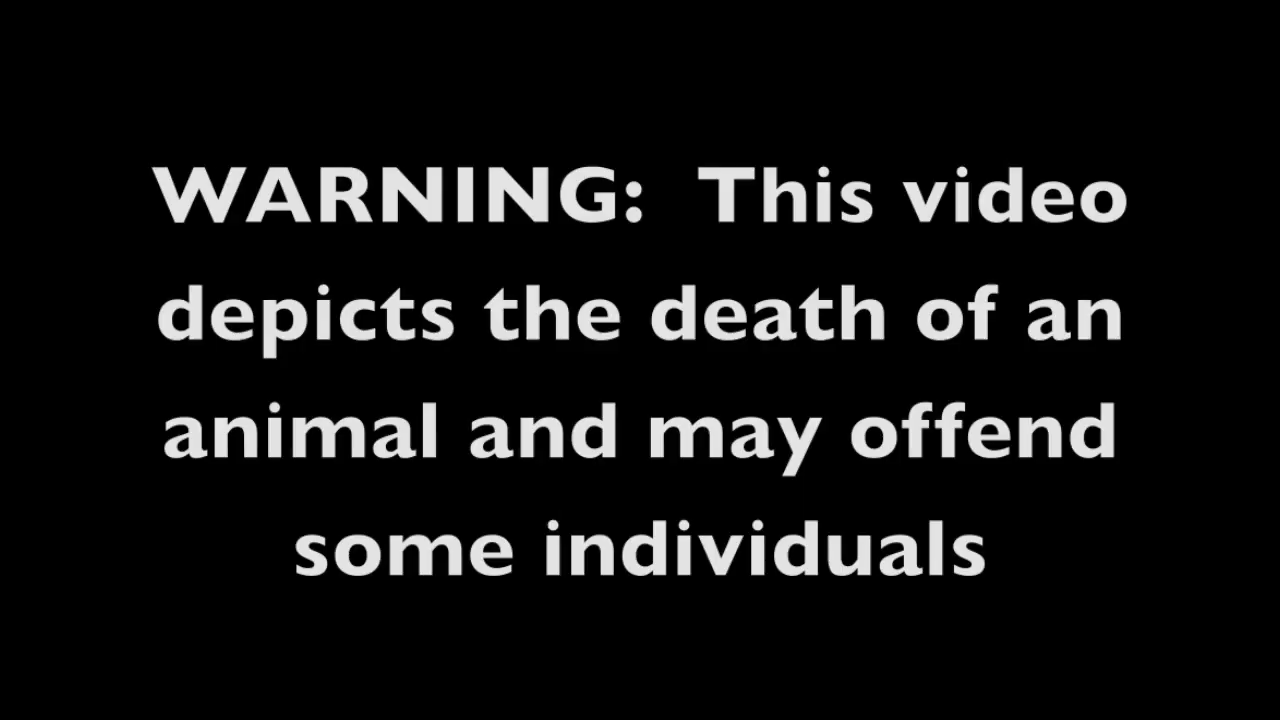 WARNING:  This video
depicts the death of an
animal and may offend
some individuals